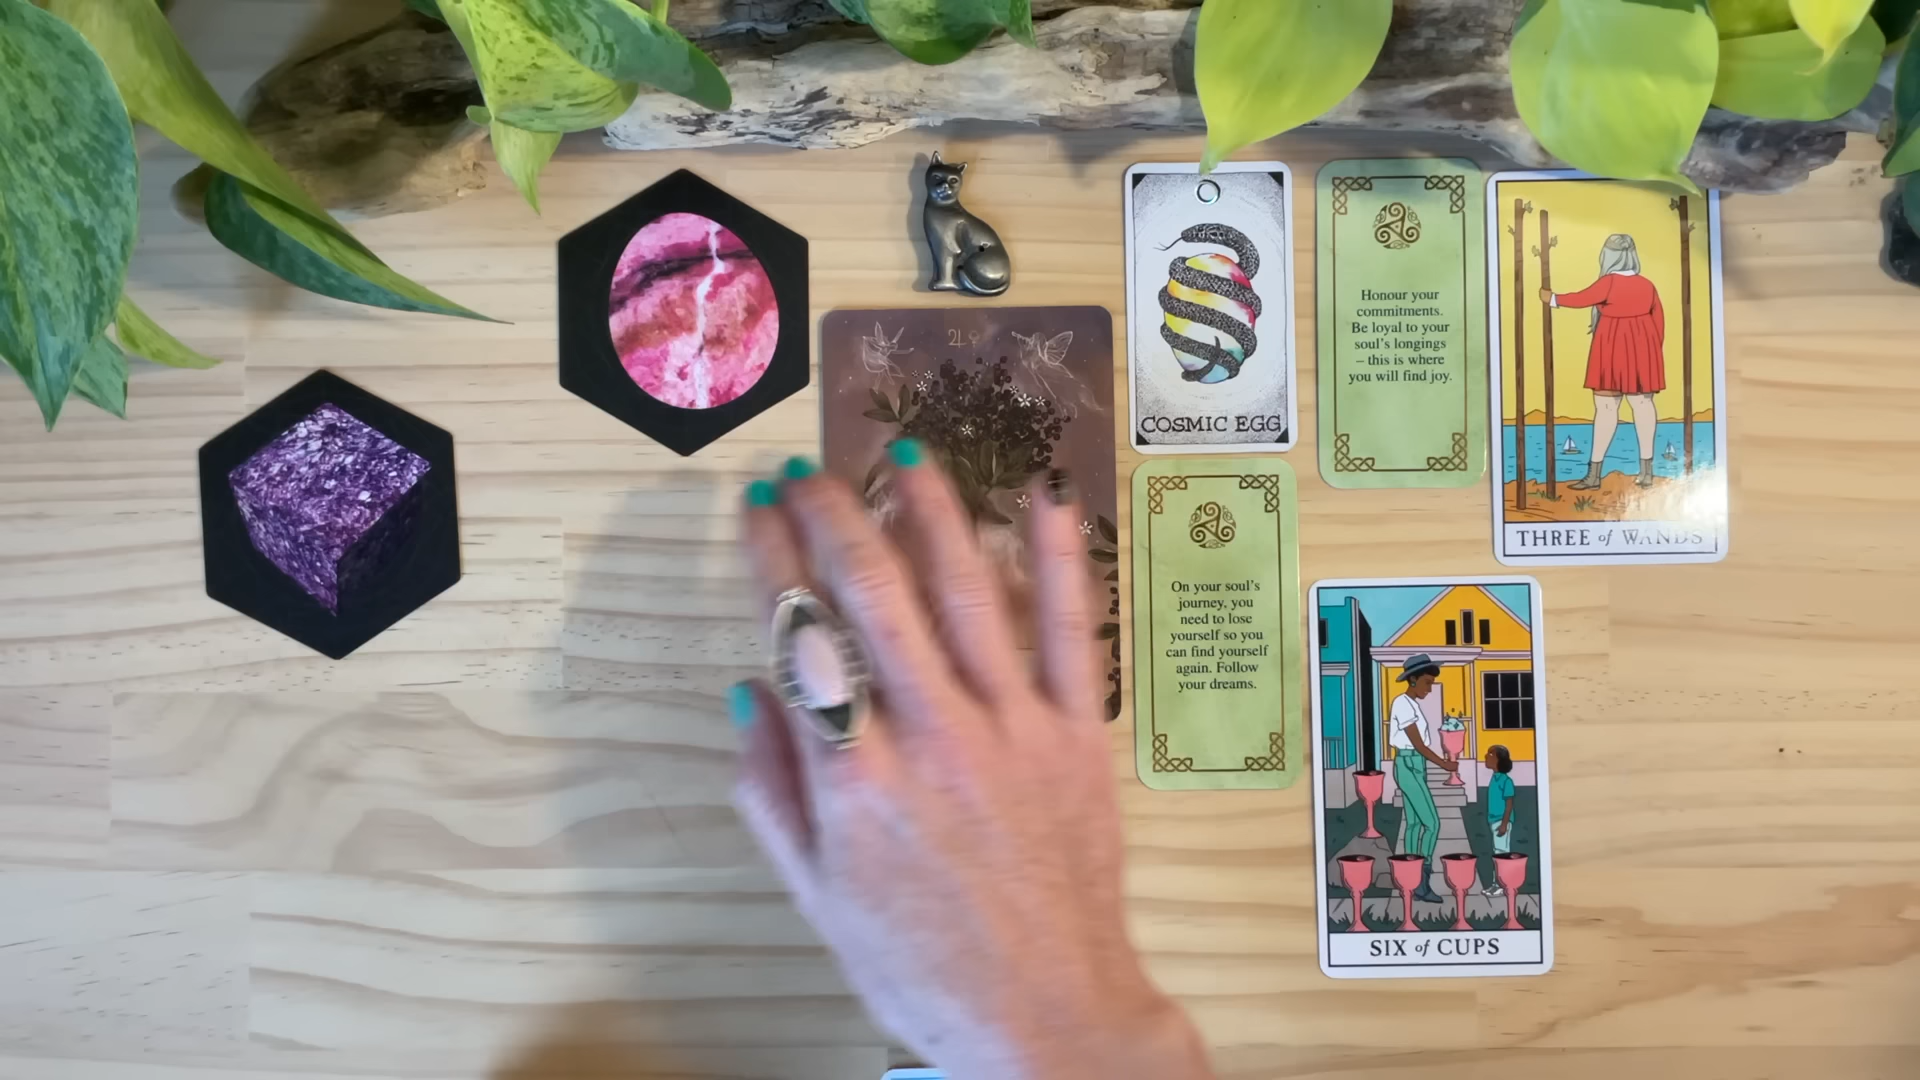 COSMIC EGG
Honour your
commitments.
Be loyal to your
soul's longings
– this is where
you will find joy.
THREE of WANDS
On your soul's
journey, you
need to lose
yourself so you
can find yourself
again. Follow
your dreams.
SIX of CUPS